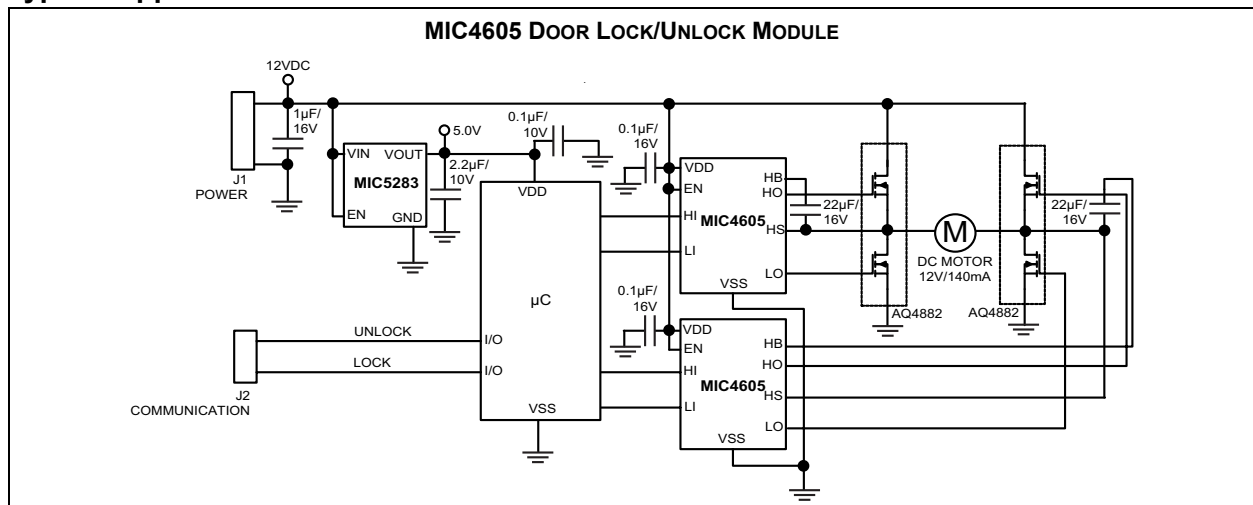 MIC4605 DOOR LOCK/UNLOCK MODULE
12VDC
1µF/
16V
J1
POWER
VIN
VOUT
MIC5283
EN
GND
5.0V
2.2µF/
10V
0.1µF/
10V
VDD
µC
I/O
I/O
VSS
UNLOCK
LOCK
J2
COMMUNICATION
0.1µF/
16V
VDD
EN
HI
LI
MIC4605
HB
HO
HS
LO
VSS
22µF/
16V
0.1µF/
16V
VDD
EN
HI
LI
MIC4605
HB
HO
HS
LO
VSS
M
DC MOTOR
12V/140mA
AQ4882
AQ4882
22µF/
16V